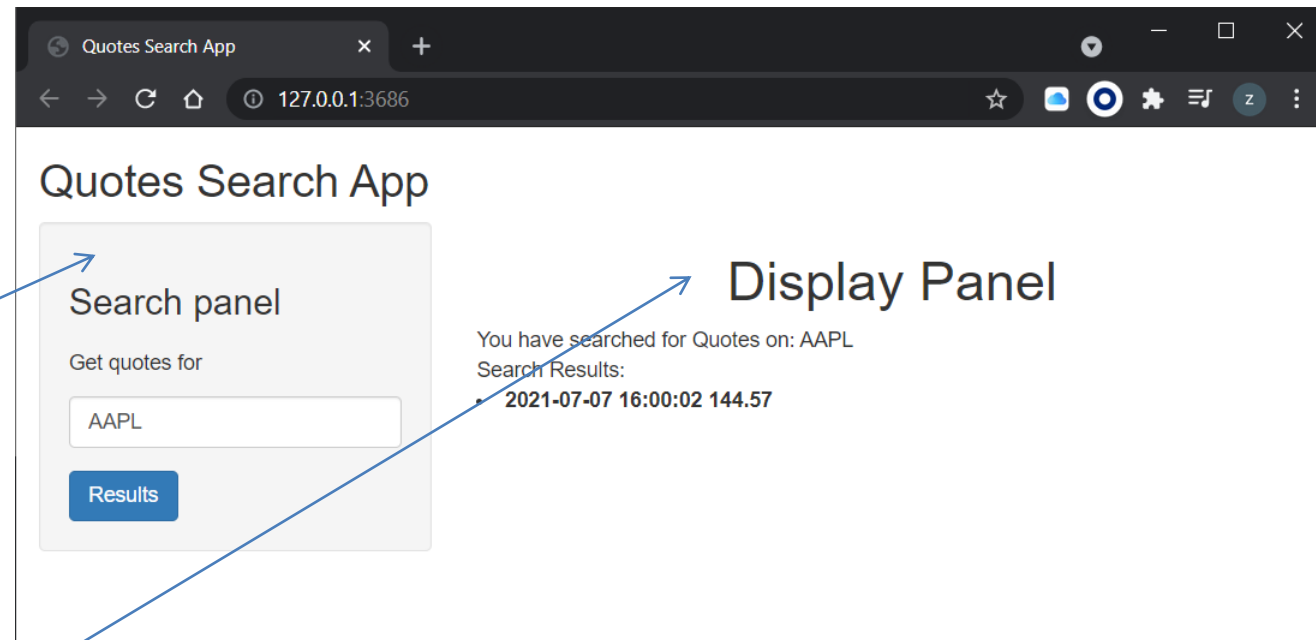 Quotes Search App
127.0.0.1:3686
z
Quotes Search App
Search panel
Get quotes for
AAPL
Results
Display Panel
You have searched for Quotes on: AAPL
Search Results:
• 2021-07-07 16:00:02 144.57